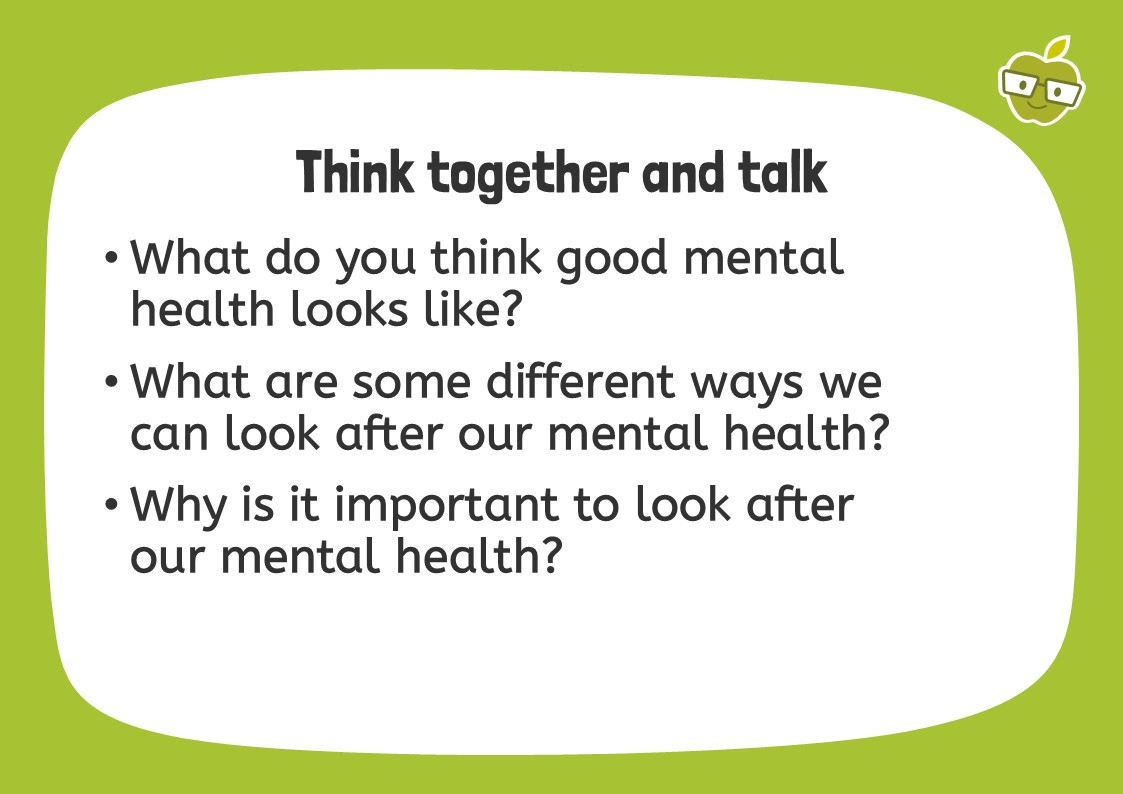 Think together and talk
• What do you think good mental
health looks like?
• What are some different ways we
can look after our mental health?
• Why is it important to look after
our mental health?